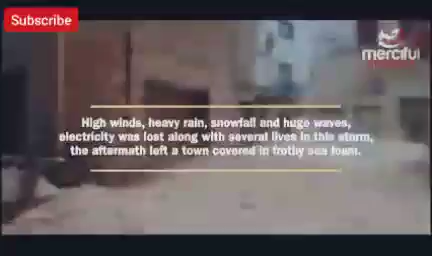 Subscribe
merciful
High winds, heavy rain, snowfall and huge waves,
electricity was lost along with several lives in this storm,
the aftermath left a town covered in frothy sea foam.